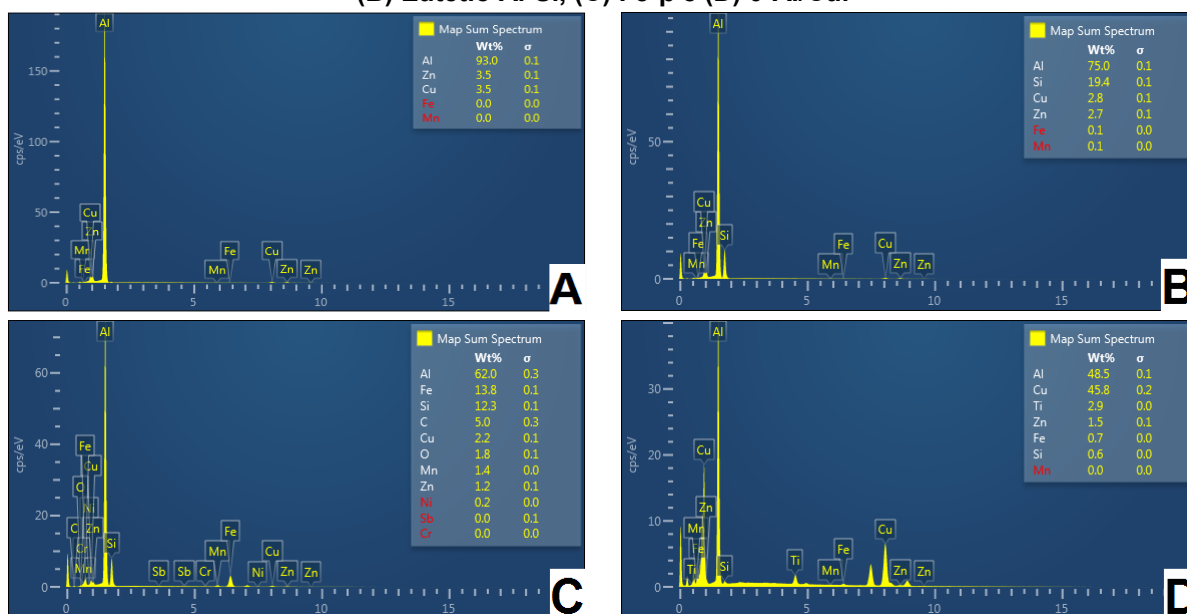 Map Sum Spectrum
Wt% σ
Al 93.0 0.1
Zn 3.5 0.1
Cu 3.5 0.1
Fe 0.0 0.0
Mn 0.0 0.0
cps/eV
150
100
50
0
Al
Cu
Zn
Mn
Fe
Mn
Fe
Cu
Zn
Zn
0 5 10 15
A
Map Sum Spectrum
Wt% σ
Al 75.0 0.1
Si 19.4 0.1
Cu 2.8 0.1
Zn 2.7 0.1
Fe 0.1 0.0
Mn 0.1 0.0
cps/eV
50
0
Al
Cu
Zn
Fe
Si
Mn
Mn
Fe
Cu
Zn
Zn
0 5 10 15
B
Map Sum Spectrum
Wt% σ
Al 62.0 0.3
Fe 13.8 0.1
Si 12.3 0.1
C 5.0 0.3
Cu 2.2 0.1
O 1.8 0.1
Mn 1.4 0.0
Zn 1.2 0.1
Ni 0.2 0.0
Sb 0.0 0.1
Cr 0.0 0.0
cps/eV
60
40
20
0
Al
Fe
Cu
O
Ni
C
Zn
Cr
Si
Mn
Sb
Sb
Cr
Mn
Fe
Ni
Cu
Zn
Zn
0 5 10 15
C
Map Sum Spectrum
Wt% σ
Al 48.5 0.1
Cu 45.8 0.2
Ti 2.9 0.0
Zn 1.5 0.1
Fe 0.7 0.0
Si 0.6 0.0
Mn 0.0 0.0
cps/eV
30
20
10
0
Al
Cu
Zn
Mn
Fe
Ti
Si
Ti
Mn
Fe
Cu
Zn
Zn
0 5 10 15
D